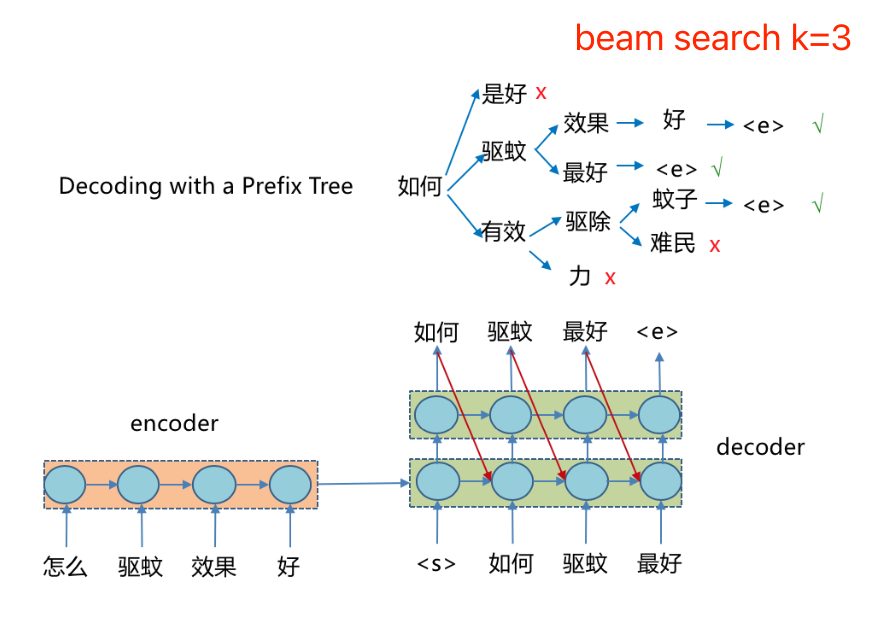 beam search k=3
是好 x
效果 好 <e> √
驱蚊
最好 <e> √
Decoding with a Prefix Tree 如何
蚊子 <e> √
驱除
有效
难民 x
力 x
如何 驱蚊 最好 <e>
encoder
decoder
怎么 驱蚊 效果 好
<s> 如何 驱蚊 最好